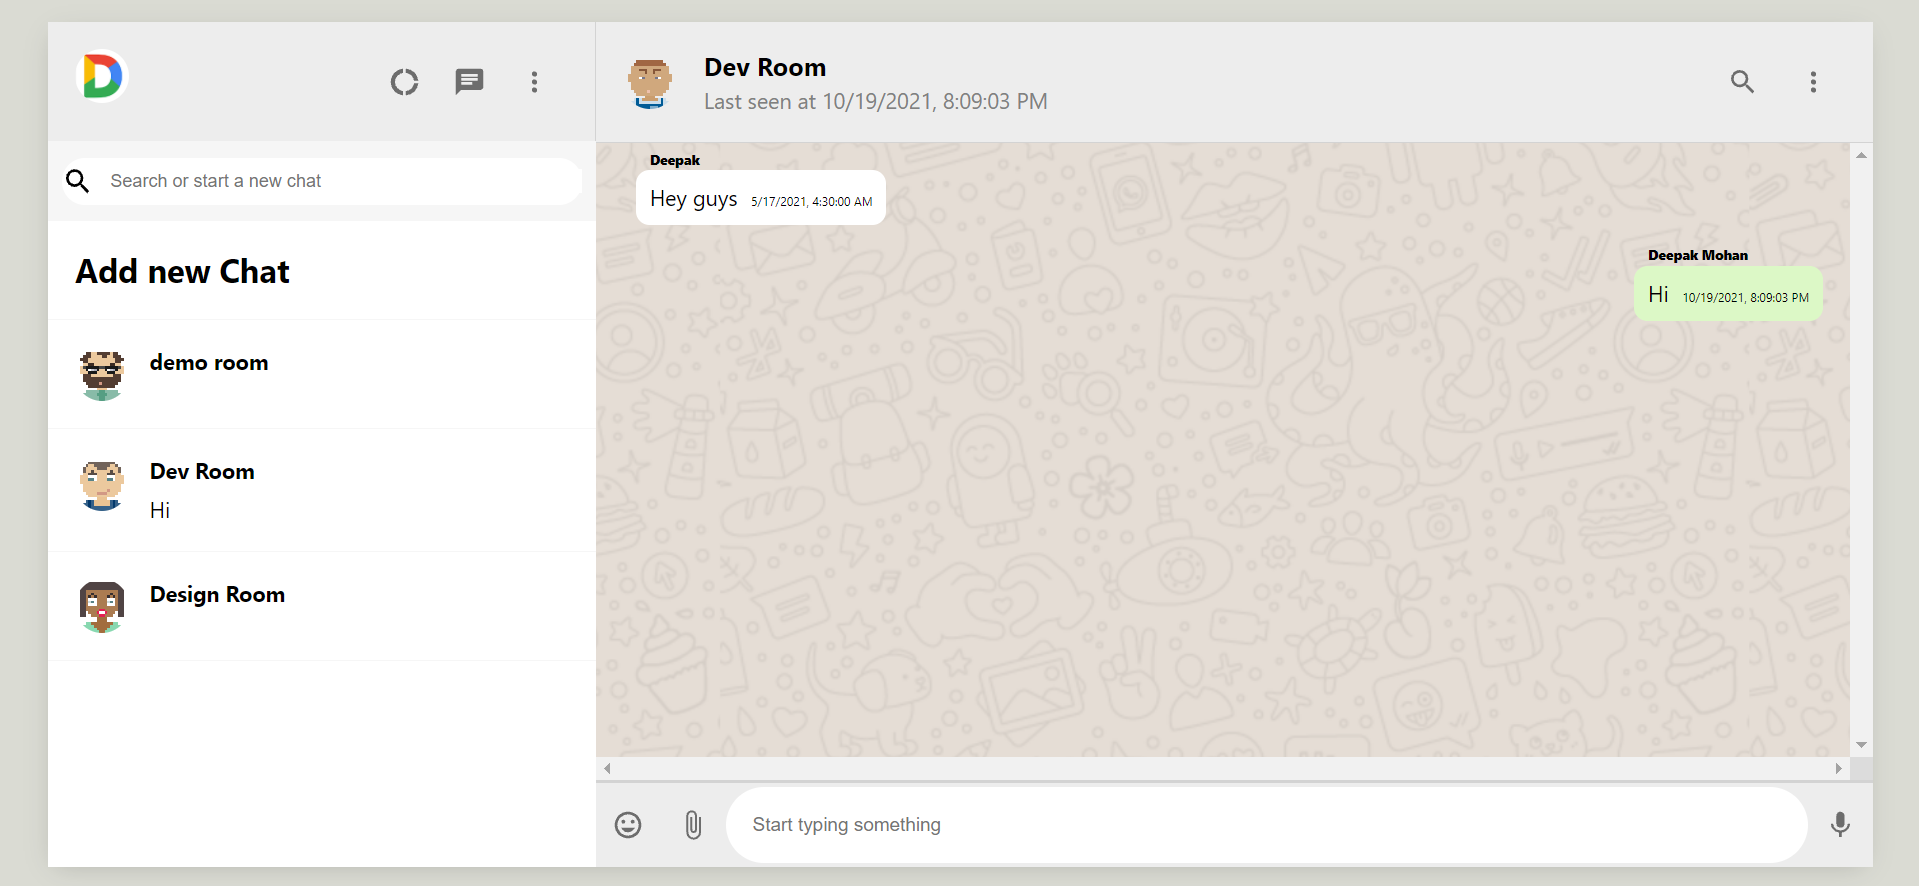 D
Search or start a new chat
Add new Chat
demo room
Dev Room
Hi
Design Room
Dev Room
Last seen at 10/19/2021, 8:09:03 PM
Deepak
Hey guys 5/17/2021, 4:30:00 AM
Deepak Mohan
Hi 10/19/2021, 8:09:03 PM
Start typing something